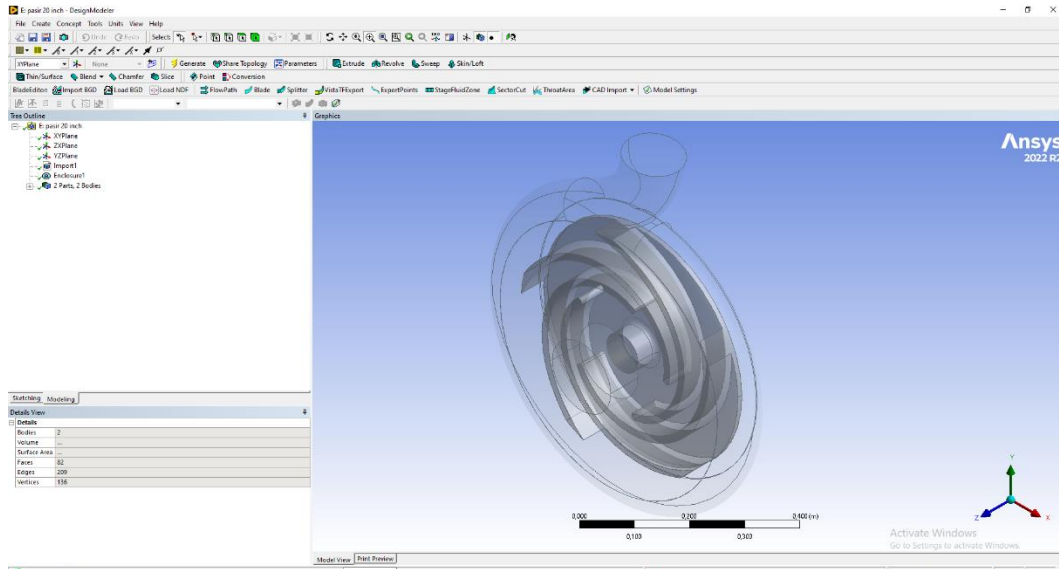 E: pasir 20 inch - DesignModeler
File Create Concept Tools Units View Help
Undo Redo Select:
XYPlane None Generate Share Topology Parameters Extrude Revolve Sweep Skin/Loft
Thin/Surface Blend Chamfer Slice Point Conversion
BladeEditor: Import BGD Load BGD Load NDF FlowPath Blade Splitter VistaTFExport ExportPoints StageFluidZone SectorCut ThroatArea CAD Import Model Settings
Tree Outline
Graphics
E: pasir 20 inch
XYPlane
ZXPlane
YZPlane
Import1
Enclosure1
2 Parts, 2 Bodies
Sketching Modeling
Details View
Details
Bodies 2
Volume ...
Surface Area ...
Faces 82
Edges 209
Vertices 136
Ansys
2022 R2
Y
Z
X
0,000 0,200 0,400 (m)
0,100 0,300
Activate Windows
Go to Settings to activate Windows.
Model View Print Preview